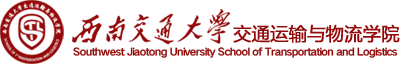 西南交通大学交通运输与物流学院
Southwest Jiaotong University School of Transportation and Logistics